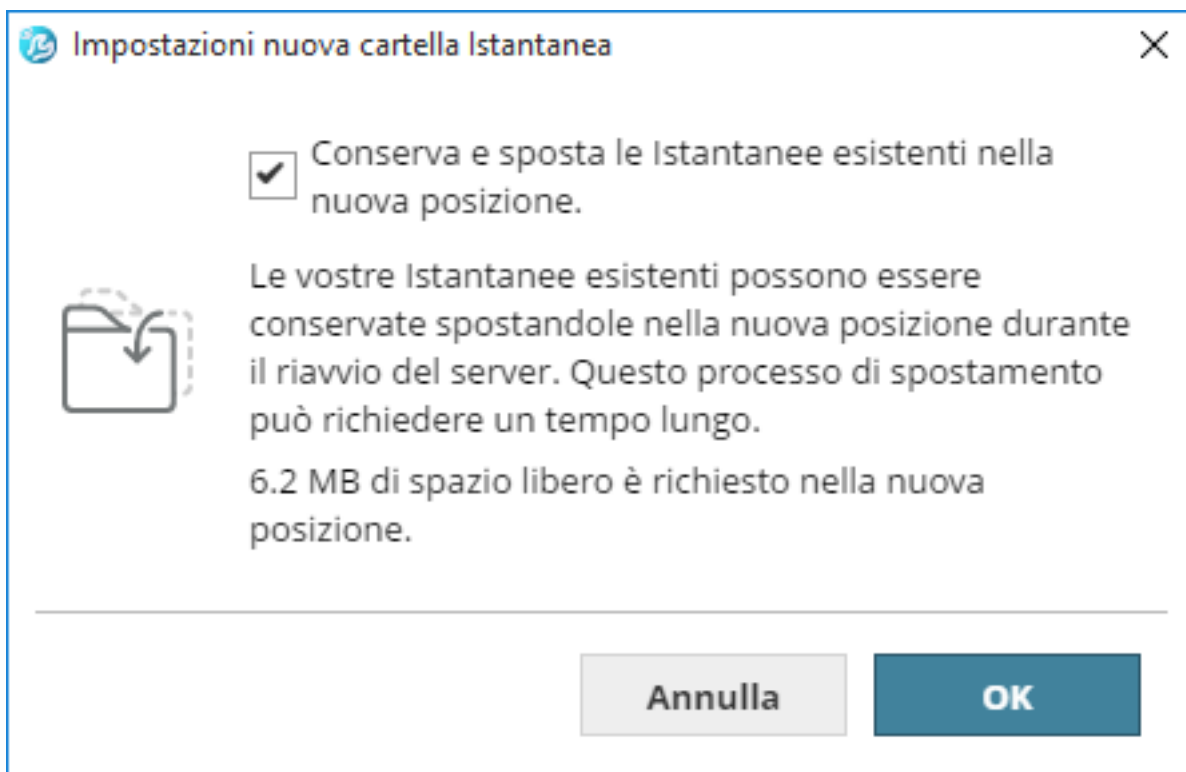 Impostazioni nuova cartella Istantanea
Conserva e sposta le Istantanee esistenti nella
nuova posizione.
Le vostre Istantanee esistenti possono essere
conservate spostandole nella nuova posizione durante
il riavvio del server. Questo processo di spostamento
può richiedere un tempo lungo.
6.2 MB di spazio libero è richiesto nella nuova
posizione.
Annulla
OK